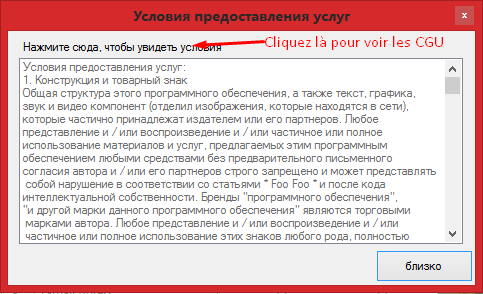 Условия предоставления услуг
Нажмите сюда, чтобы увидеть условия
Cliquez là pour voir les CGU
Условия предоставления услуг:
1. Конструкция и товарный знак
Общая структура этого программного обеспечения, а также текст, графика,
звук и видео компонент (отделил изображения, которые находятся в сети),
которые частично принадлежат издателем или его партнеров. Любое
представление и / или воспроизведение и / или частичное или полное
использование материалов и услуг, предлагаемых этим программным
обеспечением любыми средствами без предварительного письменного
согласия автора и / или его партнеров строго запрещено и может представлять
собой нарушение в соответствии со статьями * Foo Foo * и после кода
интеллектуальной собственности. Бренды "программного обеспечения",
"и другой марки данного программного обеспечения" являются торговыми
марками автора. Любое представление и / или воспроизведение и / или
частичное или полное использование этих знаков любого рода, полностью
близко